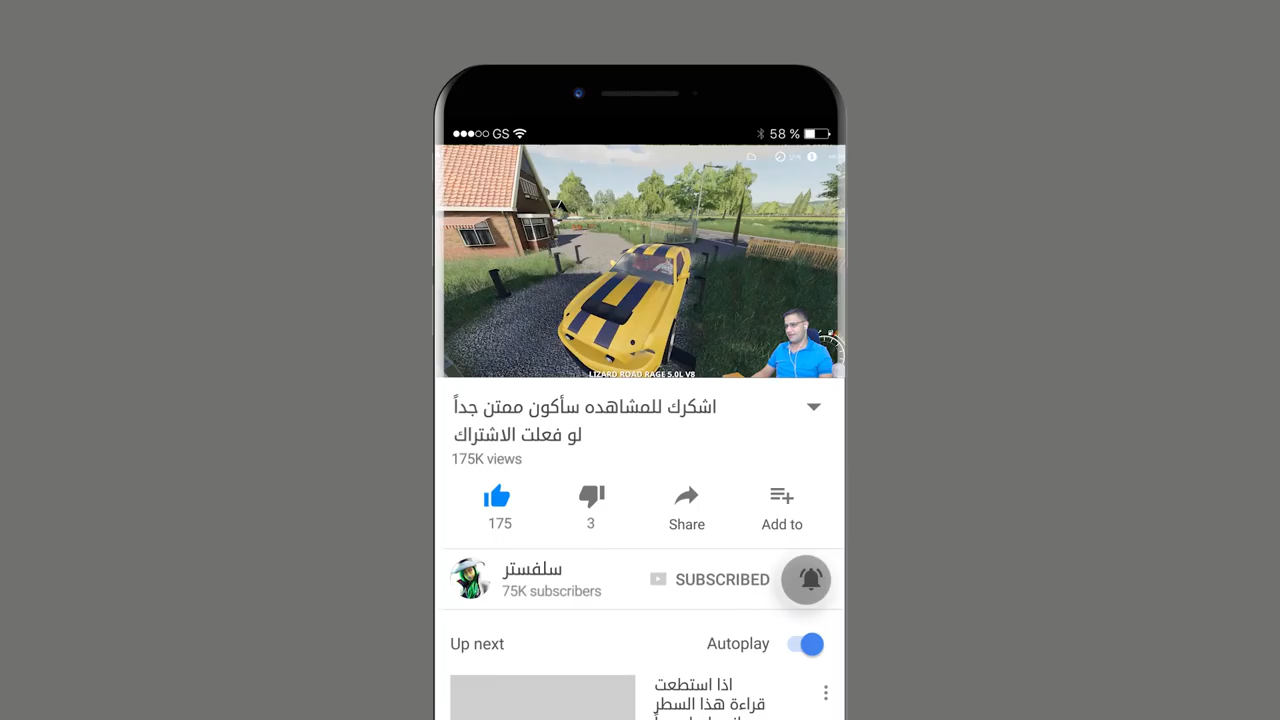 GS
58 %
LIZARD ROAD RAGE 5.0L V8
اشكرك للمشاهده سأكون ممتن جداً
لو فعلت الاشتراك
175K views
175
3
Share
Add to
سلفستر
75K subscribers
SUBSCRIBED
Up next
Autoplay
اذا استطعت
قراءة هذا السطر